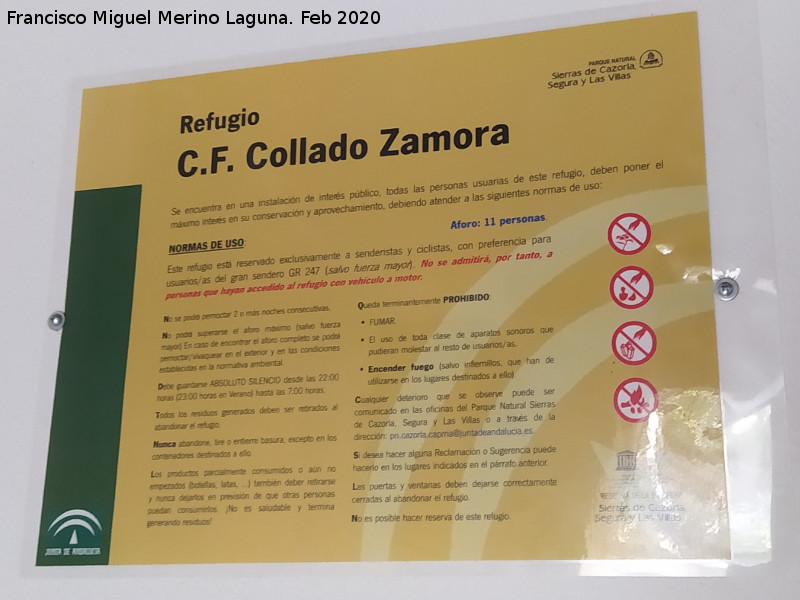 Francisco Miguel Merino Laguna. Feb 2020
PARQUE NATURAL
Sierras de Cazorla,
Segura y Las Villas
Refugio
C.F. Collado Zamora
Se encuentra en una instalación de interés público, todas las personas usuarias de este refugio, deben poner el
máximo interés en su conservación y aprovechamiento, debiendo atender a las siguientes normas de uso:
Aforo: 11 personas
NORMAS DE USO:
Este refugio está reservado exclusivamente a senderistas y ciclistas, con preferencia para
usuarios/as del gran sendero GR 247 (salvo fuerza mayor). No se admitirá, por tanto, a
personas que hayan accedido al refugio con vehículo a motor.
No se podrá pernoctar 2 o más noches consecutivas.
No podrá superarse el aforo máximo (salvo fuerza
mayor) En caso de encontrar el aforo completo se podrá
pernoctar/vivaquear en el exterior y en las condiciones
establecidas en la normativa ambiental.
Debe guardarse ABSOLUTO SILENCIO desde las 22:00
horas (23:00 horas en Verano) hasta las 7:00 horas.
Todos los residuos generados deben ser retirados al
abandonar el refugio.
Nunca abandone, tire o entierre basura, excepto en los
contenedores destinados a ello.
Los productos parcialmente consumidos o aún no
empezados (botellas, latas, ...) también deber retirarse
y nunca dejarlos en previsión de que otras personas
puedan consumirlos. ¡No es saludable y termina
generando residuos!
Queda terminantemente PROHIBIDO:
• FUMAR.
• El uso de toda clase de aparatos sonoros que
pudieran molestar al resto de usuarios/as.
• Encender fuego (salvo infiernillos, que han de
utilizarse en los lugares destinados a ello)
Cualquier deterioro que se observe puede ser
comunicado en las oficinas del Parque Natural Sierras
de Cazorla, Segura y Las Villas o a través de la
dirección: pn.cazorla.capma@juntadeandalucia.es.
Si desea hacer alguna Reclamación o Sugerencia puede
hacerlo en los lugares indicados en el párrafo anterior.
Las puertas y ventanas deben dejarse correctamente
cerradas al abandonar el refugio.
No es posible hacer reserva de este refugio.
JUNTA DE ANDALUCIA
Sierras de Cazorla,
Segura y Las Villas